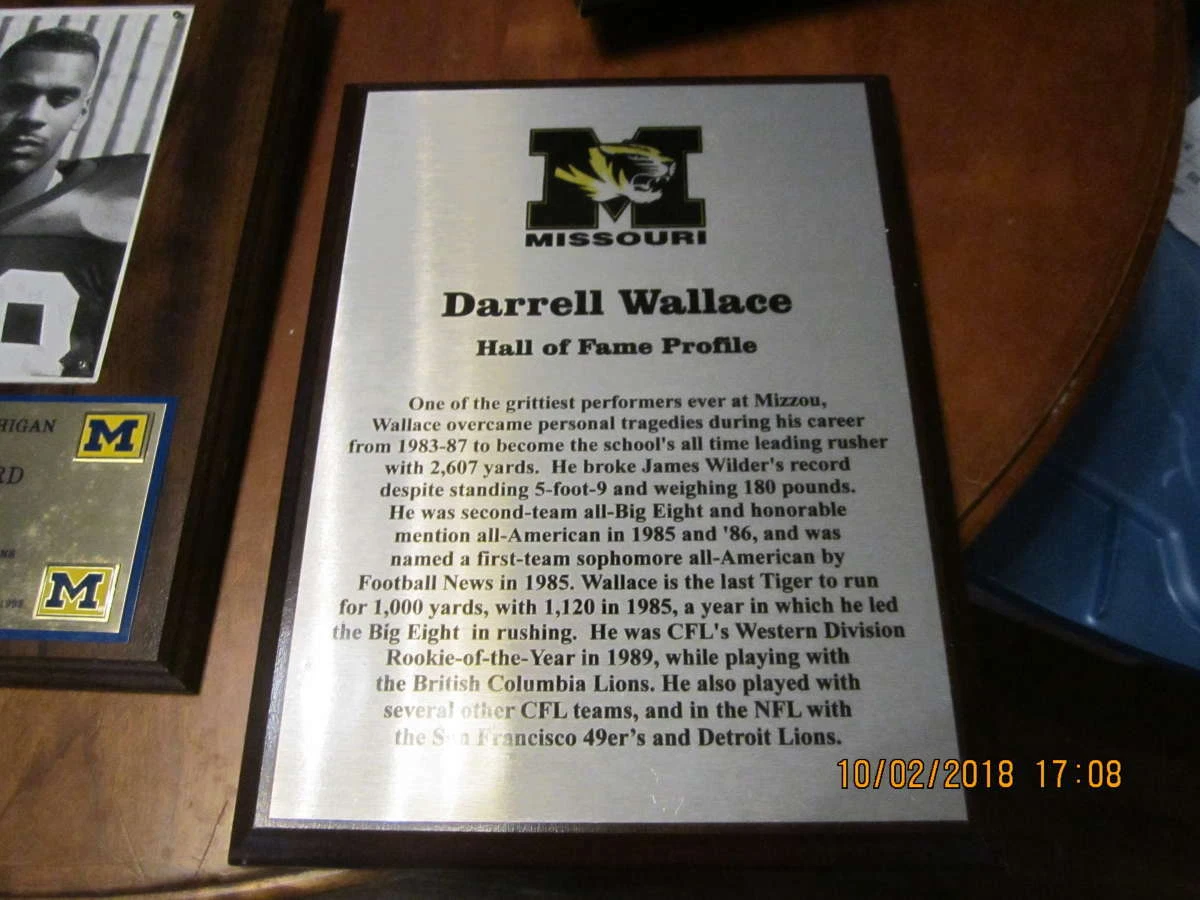 MISSOURI
Darrell Wallace
Hall of Fame Profile
One of the grittiest performers ever at Mizzou,
Wallace overcame personal tragedies during his career
from 1983-87 to become the school's all time leading rusher
with 2,607 yards. He broke James Wilder's record
despite standing 5-foot-9 and weighing 180 pounds.
He was second-team all-Big Eight and honorable
mention all-American in 1985 and '86, and was
named a first-team sophomore all-American by
Football News in 1985. Wallace is the last Tiger to run
for 1,000 yards, with 1,120 in 1985, a year in which he led
the Big Eight in rushing. He was CFL's Western Division
Rookie-of-the-Year in 1989, while playing with
the British Columbia Lions. He also played with
several other CFL teams, and in the NFL with
the San Francisco 49er's and Detroit Lions.
HIGAN
M
RD
M
10/02/2018 17:08